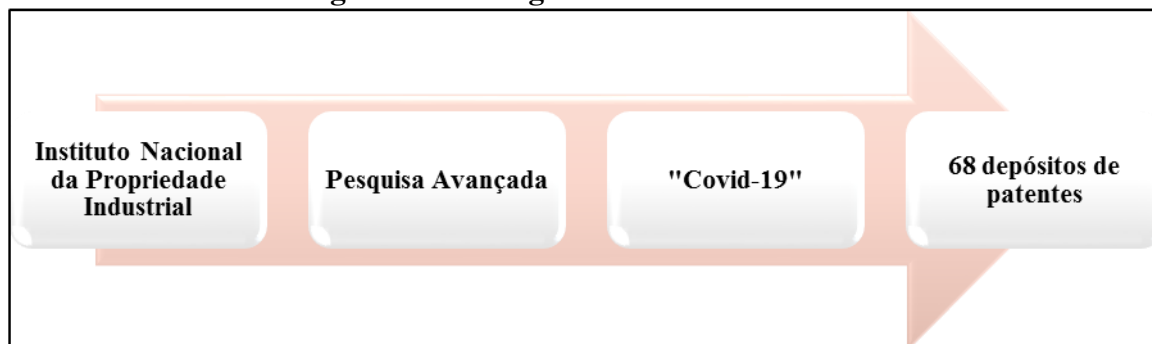 Instituto Nacional
da Propriedade
Industrial
Pesquisa Avançada
"Covid-19"
68 depósitos de
patentes